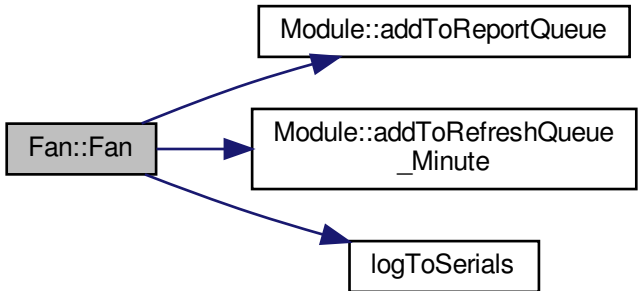 Module::addToReportQueue
Fan::Fan
Module::addToRefreshQueue
_Minute
logToSerials